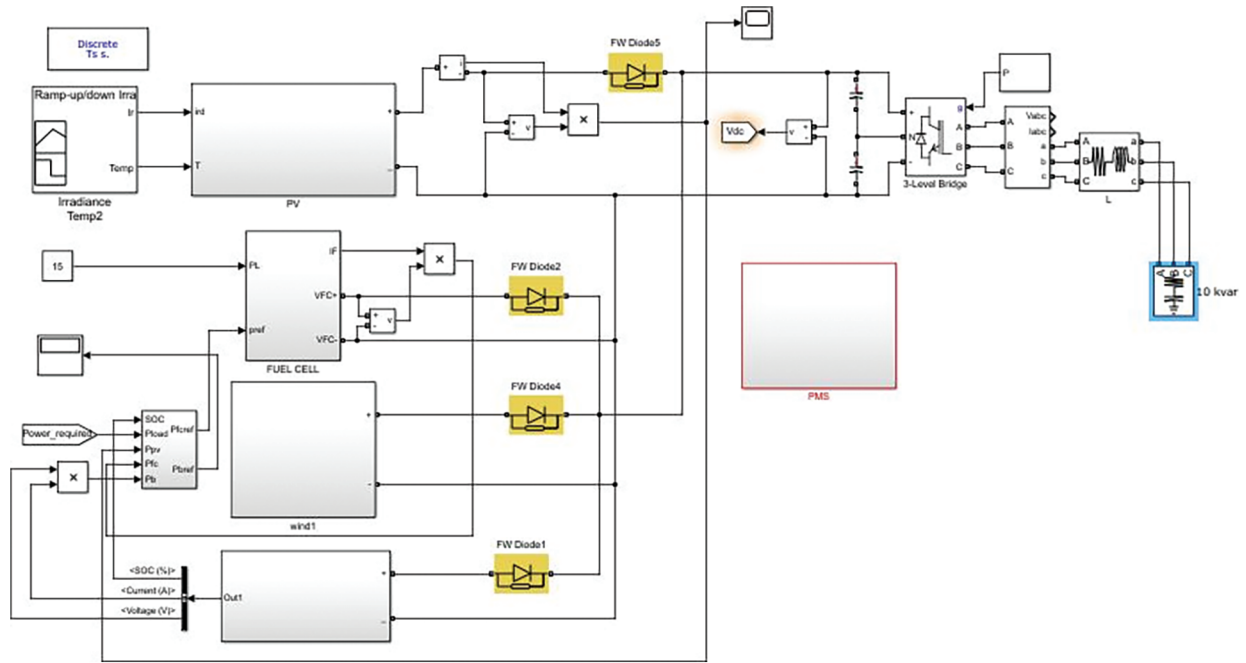 Discrete
Ts s.
Ramp-up/down Irra
Ir
Temp
Irradiance
Temp2
ird
T
+
-
PV
+
i
-
+
-
v
×
FW Diode5
Vdc
v
+
-
+
N
-
g
A
B
C
3-Level Bridge
P
A
B
C
Vabc
Iabc
a
b
c
A
B
C
a
b
c
L
A
B
C
10 kvar
15
PL
pref
IF
VFC+
VFC-
FUEL CELL
+
-
v
×
FW Diode2
PMS
FW Diode4
+
-
wind1
Power_required
SOC
Pload
Ppv
Pfc
Pb
Pfcref
Pbref
×
<SOC (%)>
<Current (A)>
<Voltage (V)>
Out1
+
-
FW Diode1